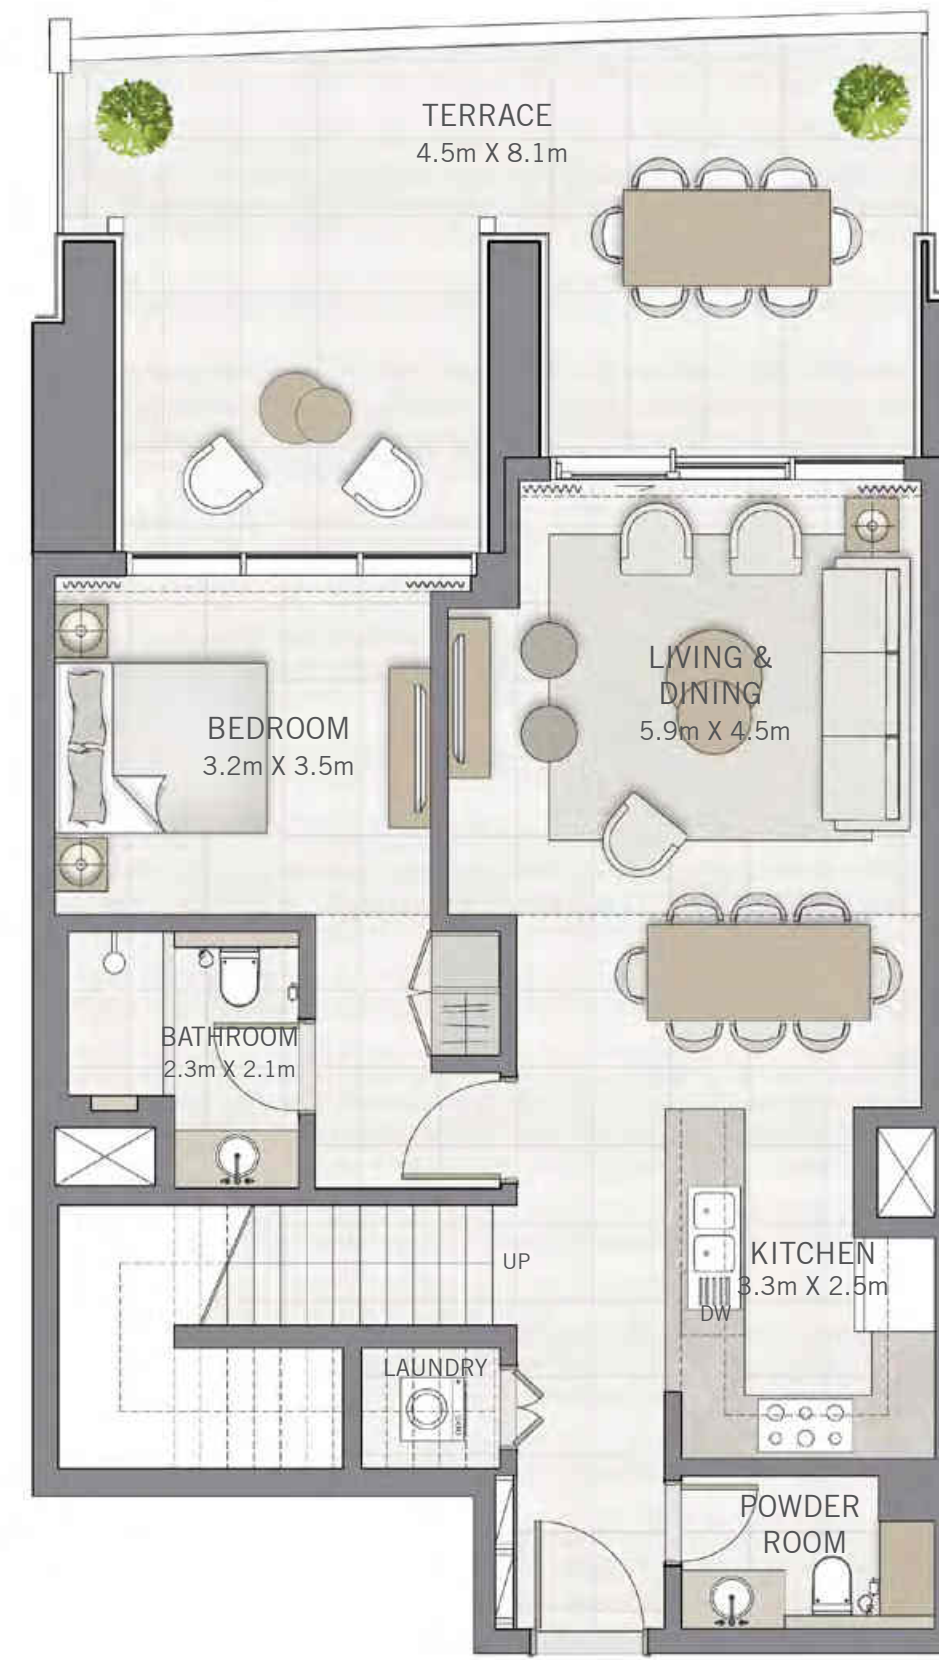 TERRACE
4.5m X 8.1m
LIVING &
DINING
5.9m X 4.5m
BEDROOM
3.2m X 3.5m
BATHROOM
2.3m X 2.1m
UP
KITCHEN
3.3m X 2.5m
DW
LAUNDRY
POWDER
ROOM